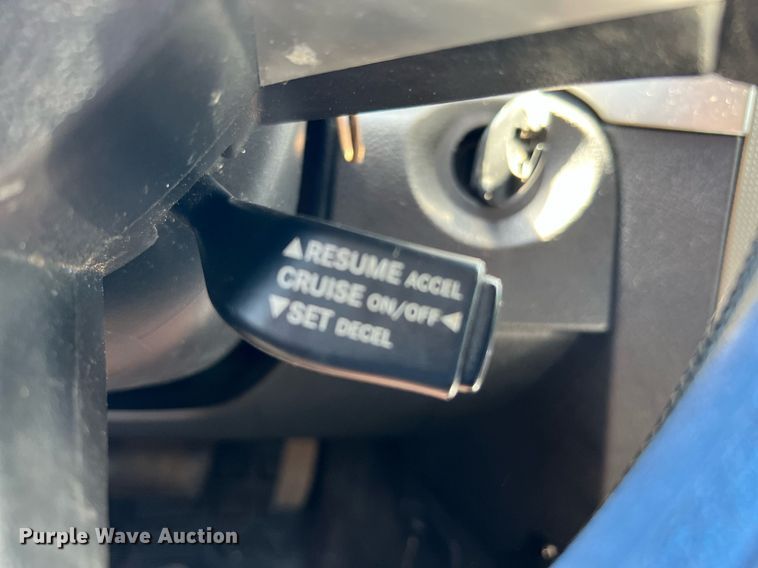 ▲RESUME ACCEL
CRUISE ON/OFF◄
▼SET DECEL
Purple Wave Auction